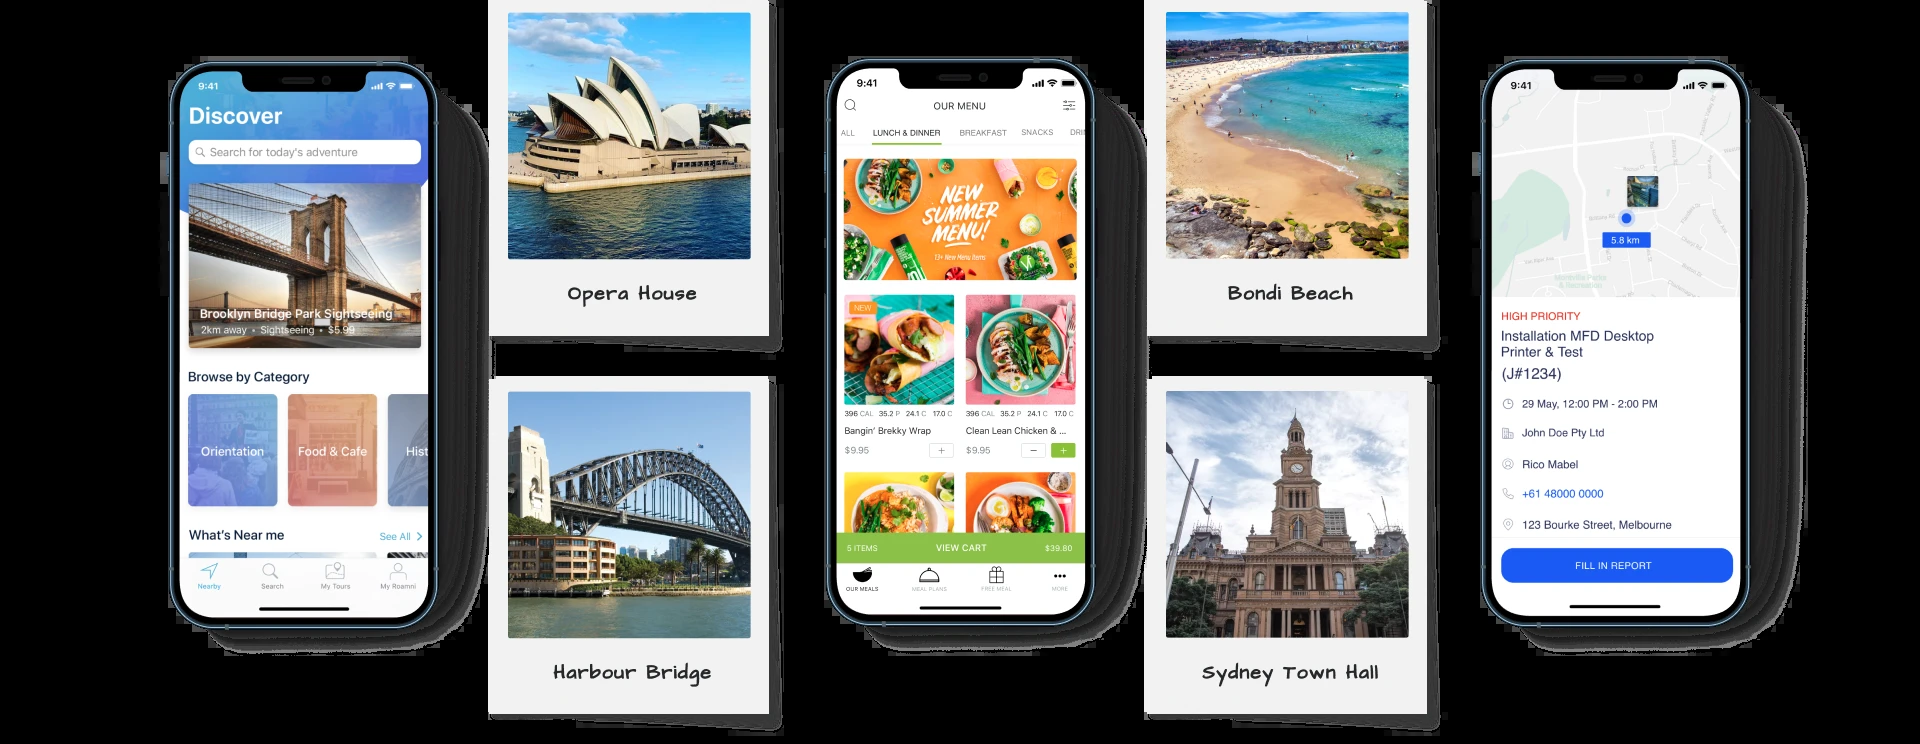 9:41
Discover
Search for today's adventure
Brooklyn Bridge Park Sightseeing
2km away • Sightseeing • $5.99
Browse by Category
Orientation
Food & Cafe
Hist
What's Near me
See All
Nearby
Search
My Tours
My Roamni
Opera House
Harbour Bridge
9:41
OUR MENU
ALL
LUNCH & DINNER
BREAKFAST
SNACKS
DRIN
NEW
SUMMER
MENU!
13+ New Menu Items
NEW
396 CAL 35.2 P 24.1 C 17.0 C
396 CAL 35.2 P 24.1 C 17.0 C
Bangin' Brekky Wrap
Clean Lean Chicken & ...
$9.95
$9.95
5 ITEMS
VIEW CART
$39.80
OUR MEALS
MEAL PLANS
FREE MEAL
MORE
Bondi Beach
Sydney Town Hall
9:41
5.8 km
HIGH PRIORITY
Installation MFD Desktop
Printer & Test
(J#1234)
29 May, 12:00 PM - 2:00 PM
John Doe Pty Ltd
Rico Mabel
+61 48000 0000
123 Bourke Street, Melbourne
FILL IN REPORT